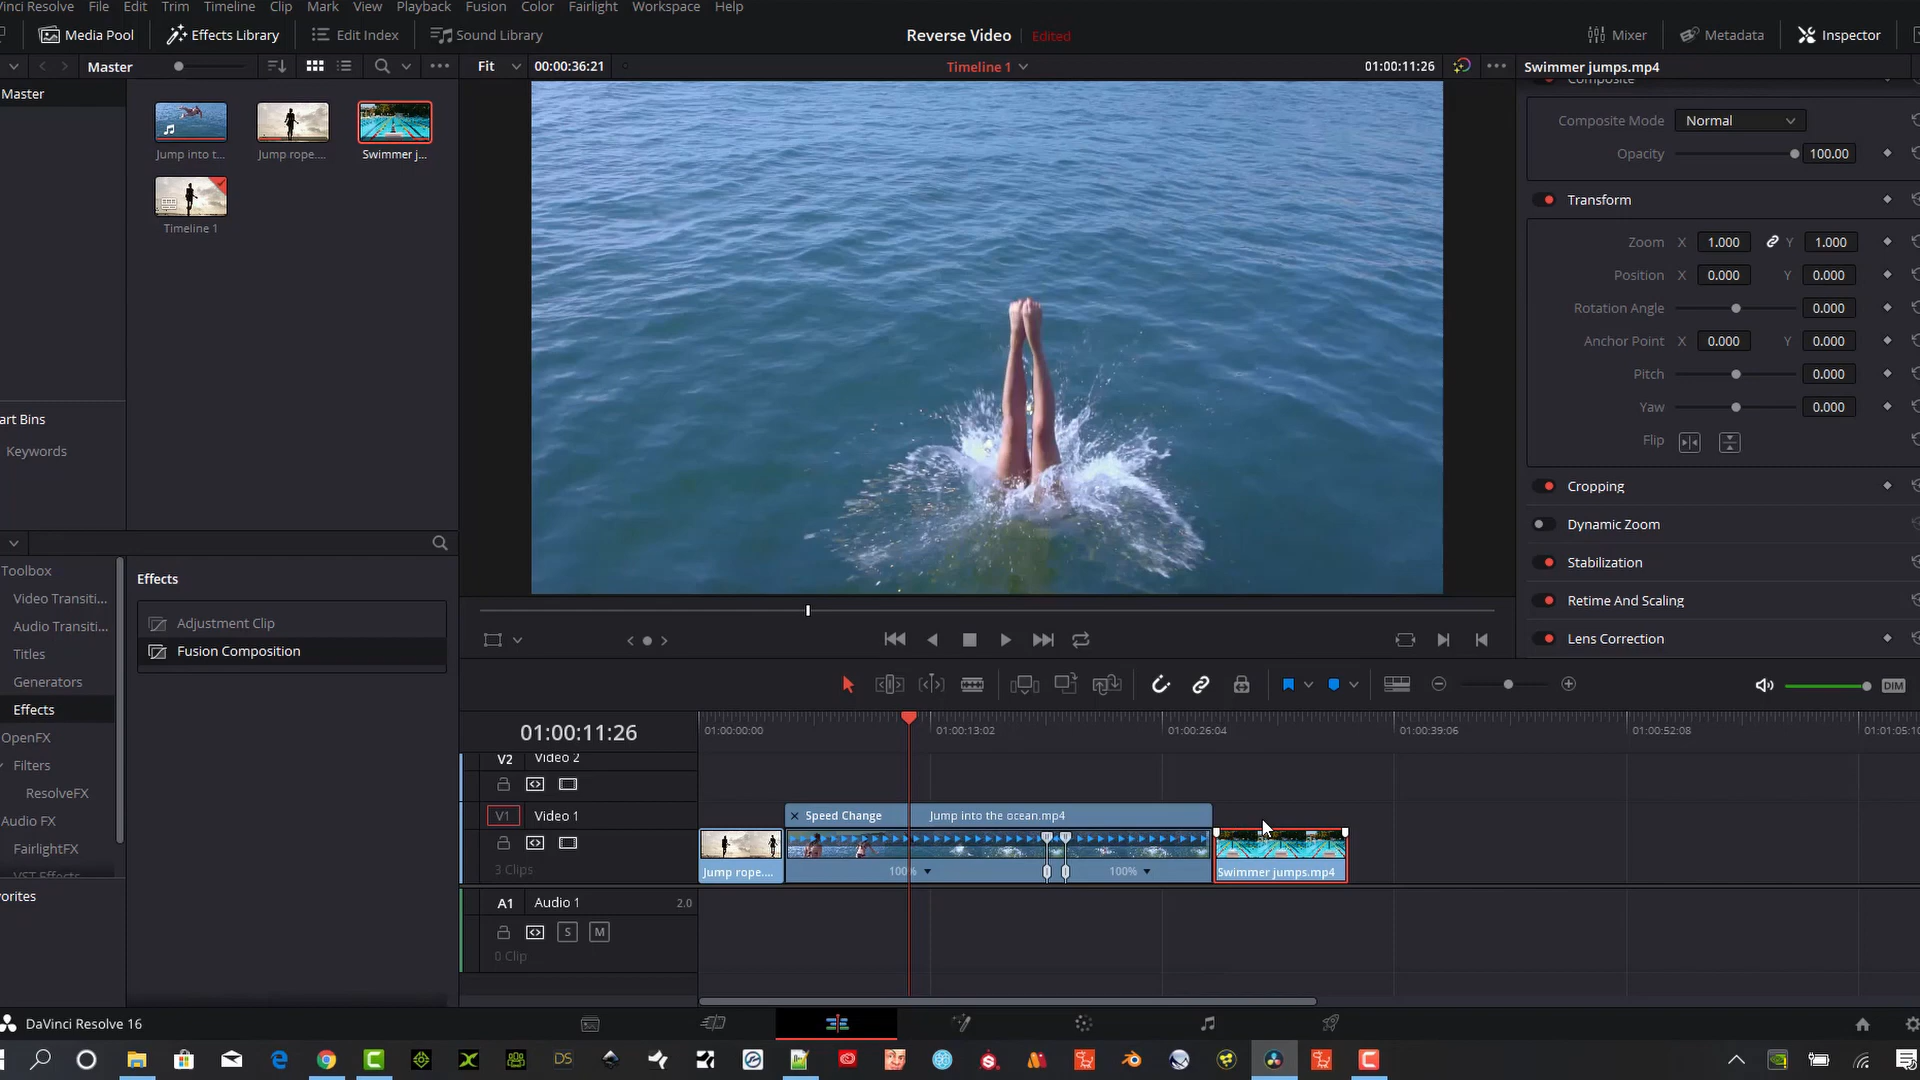 inci Resolve File Edit Trim Timeline Clip Mark View Playback Fusion Color Fairlight Workspace Help
Media Pool Effects Library Edit Index Sound Library Reverse Video Edited Mixer Metadata Inspector
Master Fit 00:00:36:21 Timeline 1 01:00:11:26 Swimmer jumps.mp4
Master
Jump into t... Jump rope.... Swimmer j...
Timeline 1
Composite
Composite Mode Normal
Opacity 100.00
Transform
Zoom X 1.000 Y 1.000
Position X 0.000 Y 0.000
Rotation Angle 0.000
Anchor Point X 0.000 Y 0.000
Pitch 0.000
Yaw 0.000
Flip
Cropping
Dynamic Zoom
Stabilization
Retime And Scaling
Lens Correction
art Bins
Keywords
Toolbox
Video Transiti...
Audio Transiti...
Titles
Generators
Effects
OpenFX
Filters
ResolveFX
Audio FX
FairlightFX
VST Effects
orites
Effects
Adjustment Clip
Fusion Composition
DIM
01:00:11:26 01:00:00:00 01:00:13:02 01:00:26:04 01:00:39:06 01:00:52:08 01:01:05:10
V2 Video 2
V1 Video 1
3 Clips
Speed Change Jump into the ocean.mp4
Jump rope.... 100% 100% Swimmer jumps.mp4
A1 Audio 1 2.0
S M
0 Clip
DaVinci Resolve 16
DS